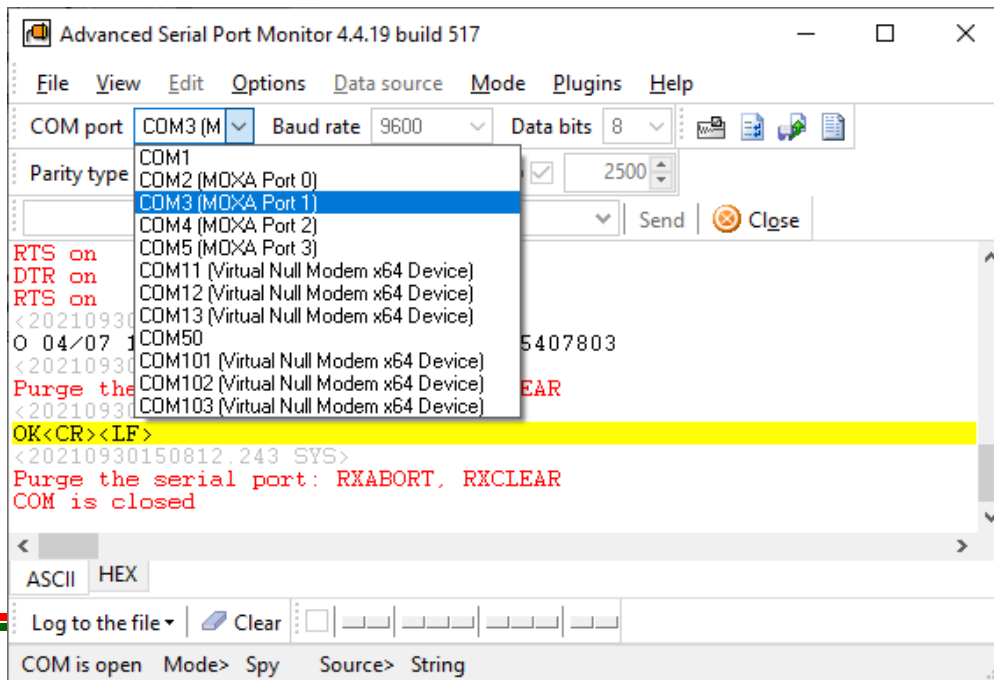 Advanced Serial Port Monitor 4.4.19 build 517
File View Edit Options Data source Mode Plugins Help
COM port COM3 (M Baud rate 9600 Data bits 8
Parity type 2500
COM1
COM2 (MOXA Port 0)
COM3 (MOXA Port 1)
COM4 (MOXA Port 2)
COM5 (MOXA Port 3)
COM11 (Virtual Null Modem x64 Device)
COM12 (Virtual Null Modem x64 Device)
COM13 (Virtual Null Modem x64 Device)
COM50
COM101 (Virtual Null Modem x64 Device)
COM102 (Virtual Null Modem x64 Device)
COM103 (Virtual Null Modem x64 Device)
Send Close
RTS on
DTR on
RTS on
<20210930
O 04/07 1 5407803
<20210930
Purge the EAR
<20210930
OK<CR><LF>
<20210930150812.243 SYS>
Purge the serial port: RXABORT, RXCLEAR
COM is closed
ASCII HEX
Log to the file Clear
COM is open Mode> Spy Source> String